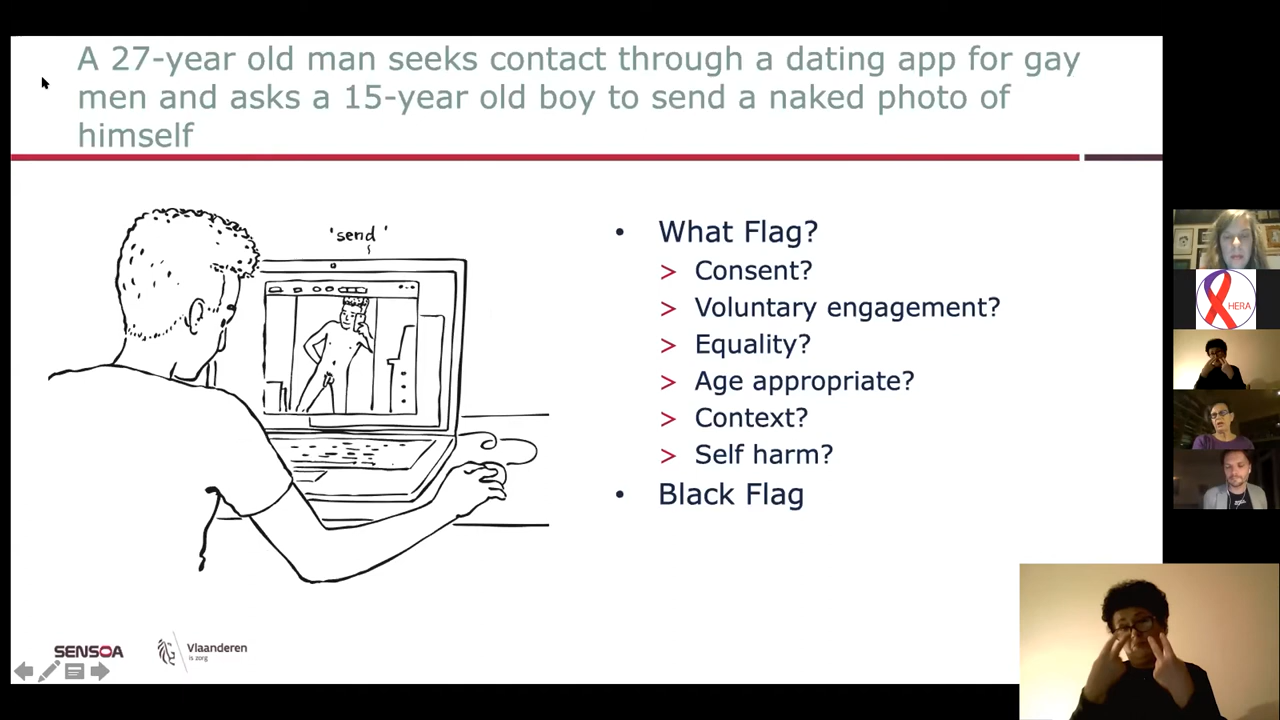 A 27-year old man seeks contact through a dating app for gay
men and asks a 15-year old boy to send a naked photo of
himself
'send'
• What Flag?
> Consent?
> Voluntary engagement?
> Equality?
> Age appropriate?
> Context?
> Self harm?
• Black Flag
HERA
SENSOA
Vlaanderen
is zorg